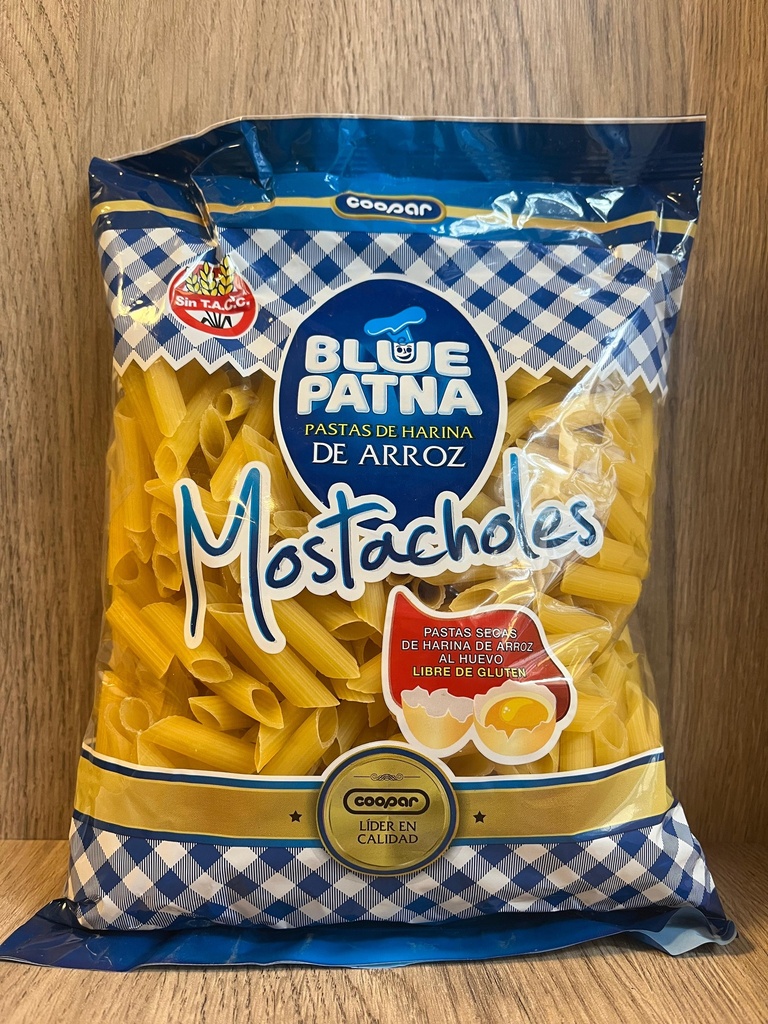 coopar
Sin T.A.C.C.
BLUE
PATNA
PASTAS DE HARINA
DE ARROZ
Mostacholes
PASTAS SECAS
DE HARINA DE ARROZ
AL HUEVO
LIBRE DE GLUTEN
coopar
LÍDER EN
CALIDAD